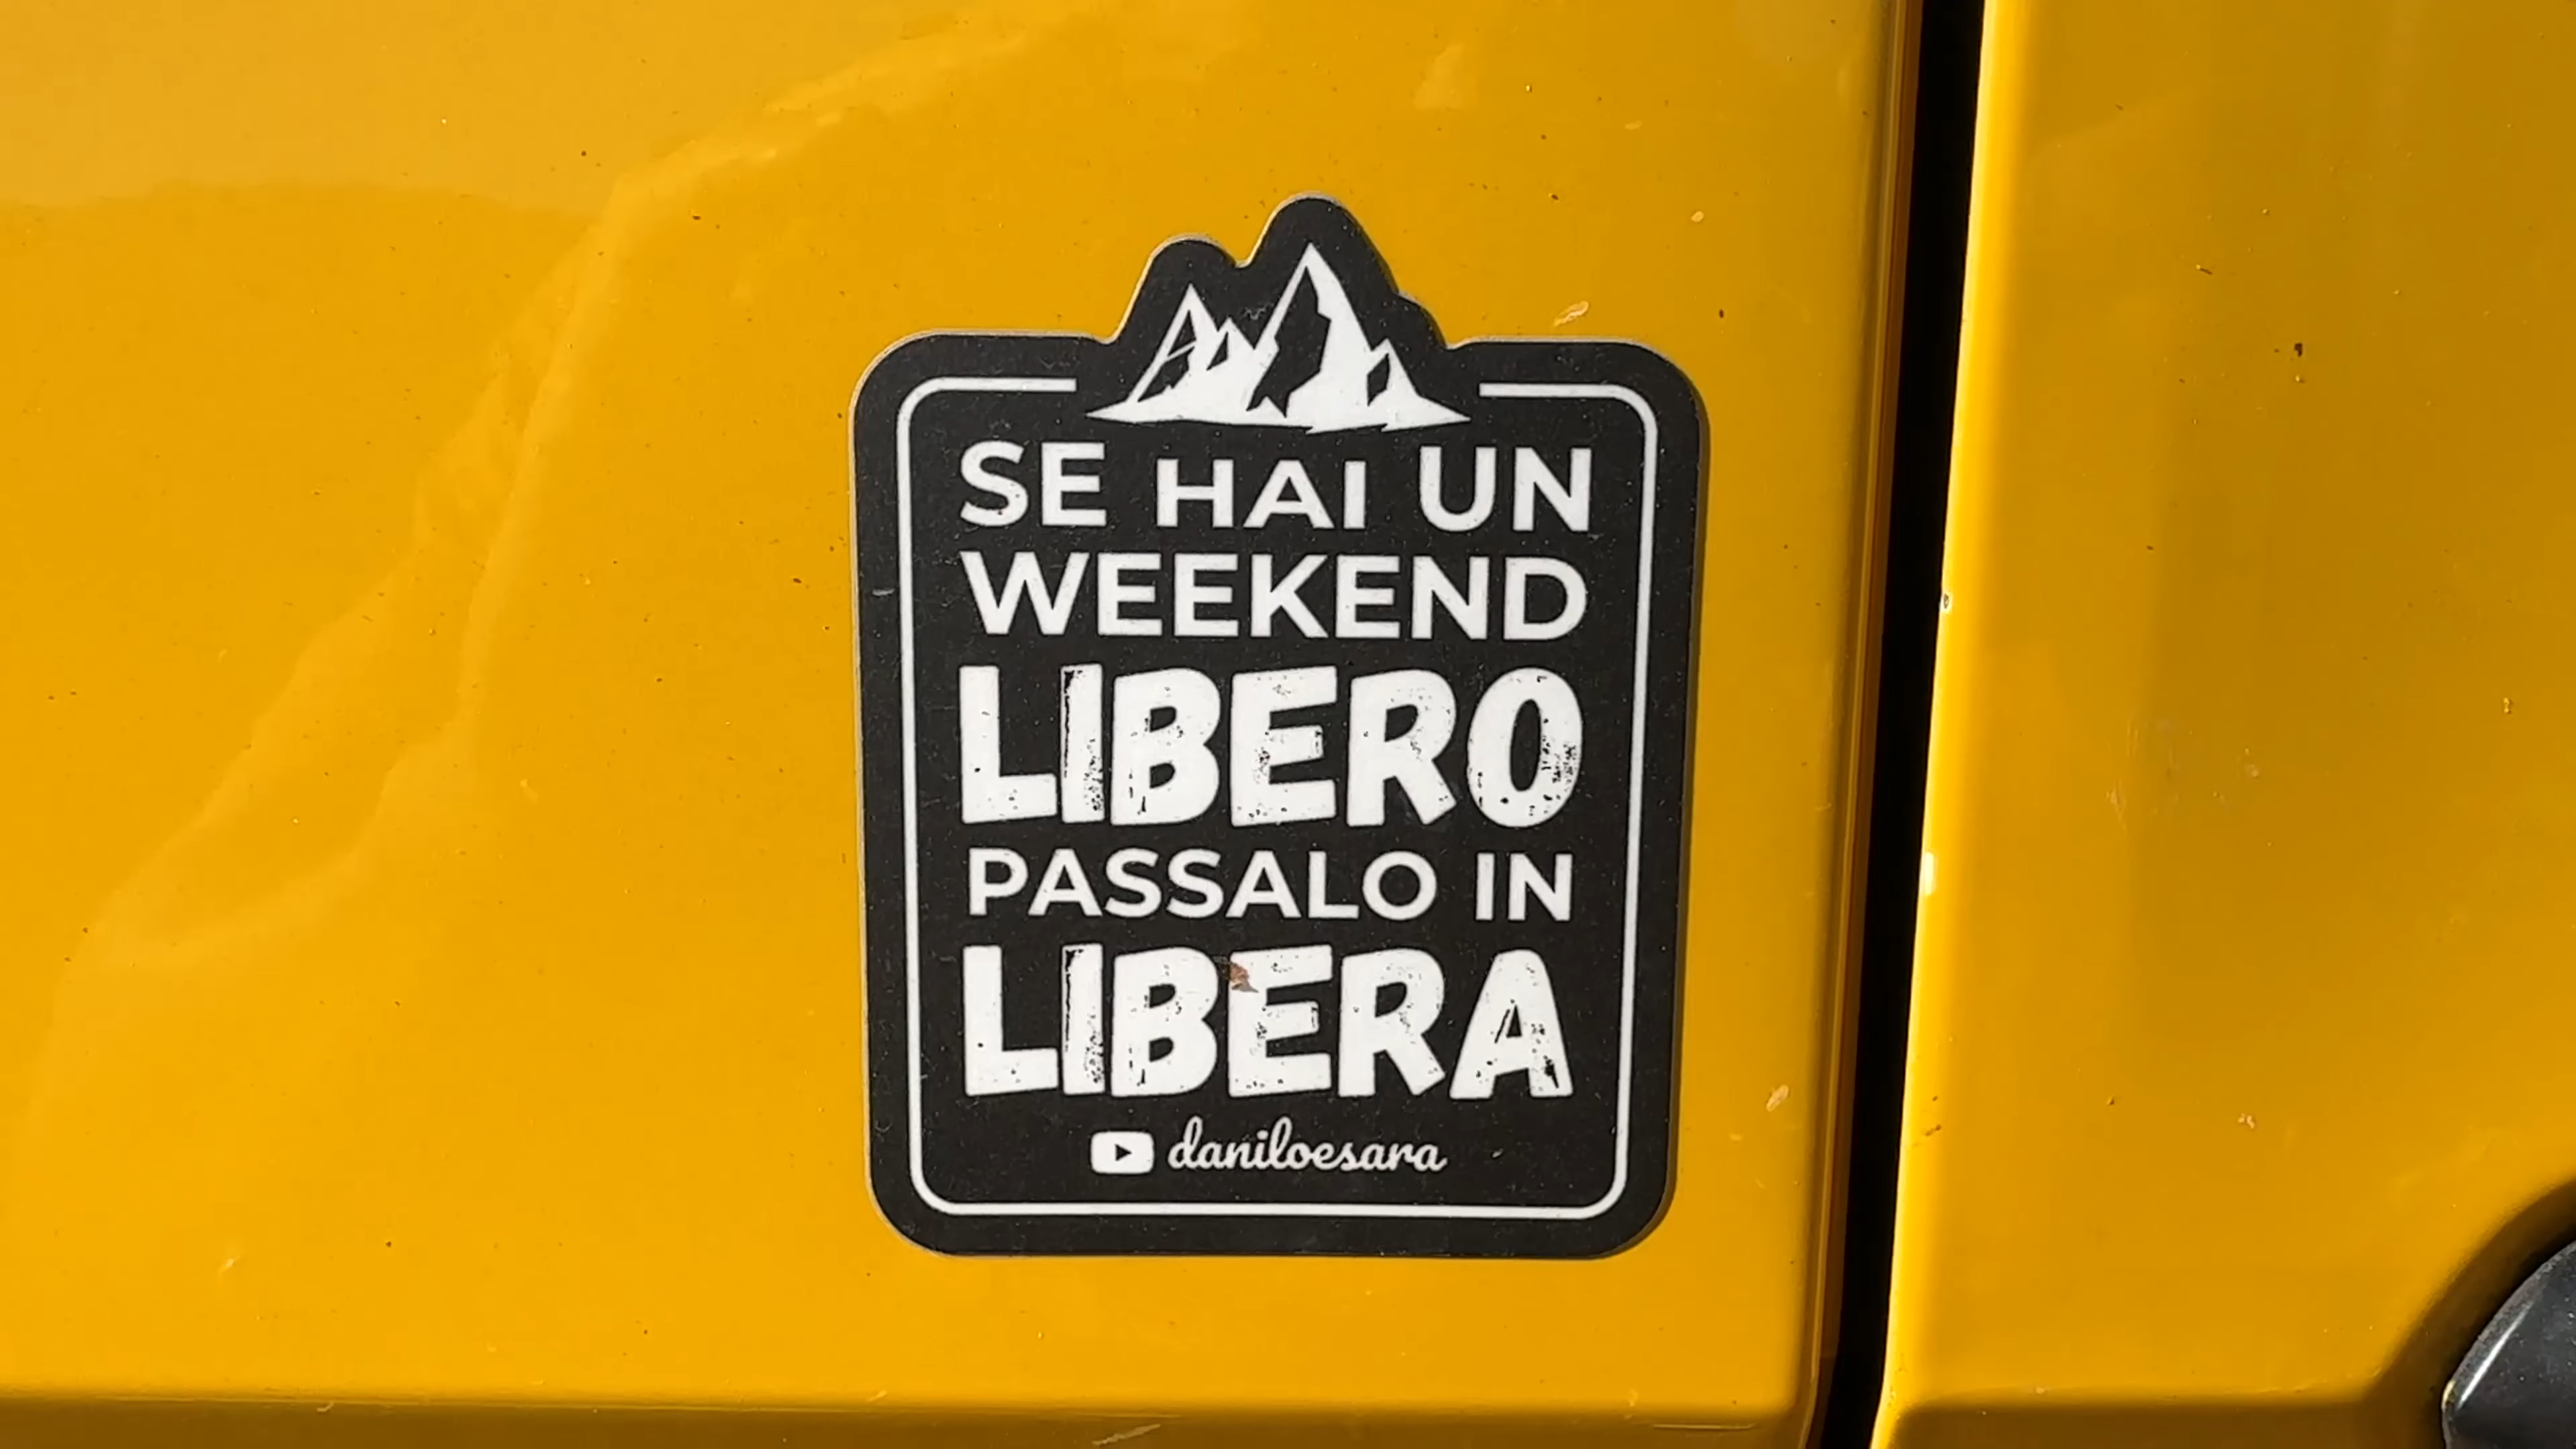 SE HAI UN
WEEKEND
LIBERO
PASSALO IN
LIBERA
daniloesara